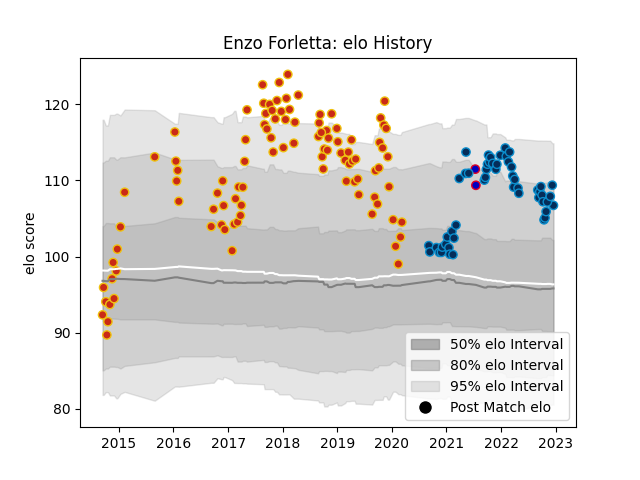 Enzo Forletta: elo History
elo score
120
110
100
90
80
50% elo Interval
80% elo Interval
95% elo Interval
Post Match elo
2015 2016 2017 2018 2019 2020 2021 2022 2023